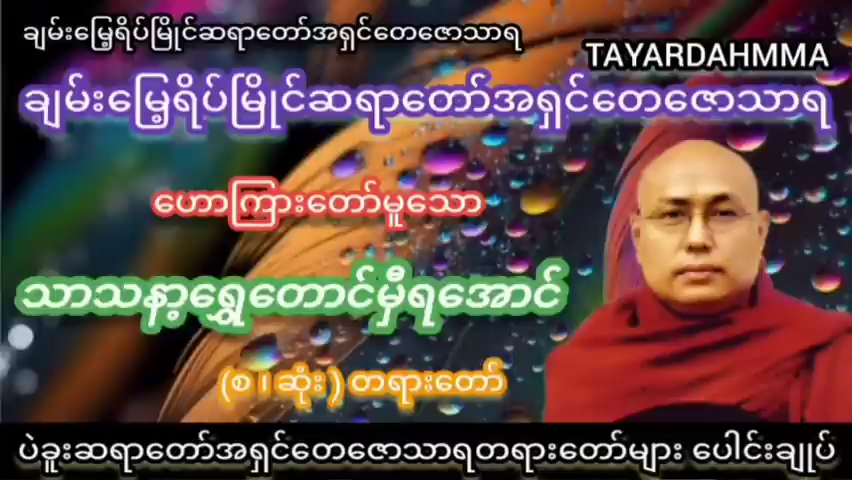 ချမ်းမြေ့ရိပ်မြိုင်ဆရာတော်အရှင်တေဇောသာရ
TAYARDAHMMA
ချမ်းမြေ့ရိပ်မြိုင်ဆရာတော်အရှင်တေဇောသာရ
ဟောကြားတော်မူသော
သာသနာ့ရွှေတောင်မှီရအောင်
(စ ၊ ဆုံး ) တရားတော်
ပဲခူးဆရာတော်အရှင်တေဇောသာရတရားတော်များ ပေါင်းချုပ်